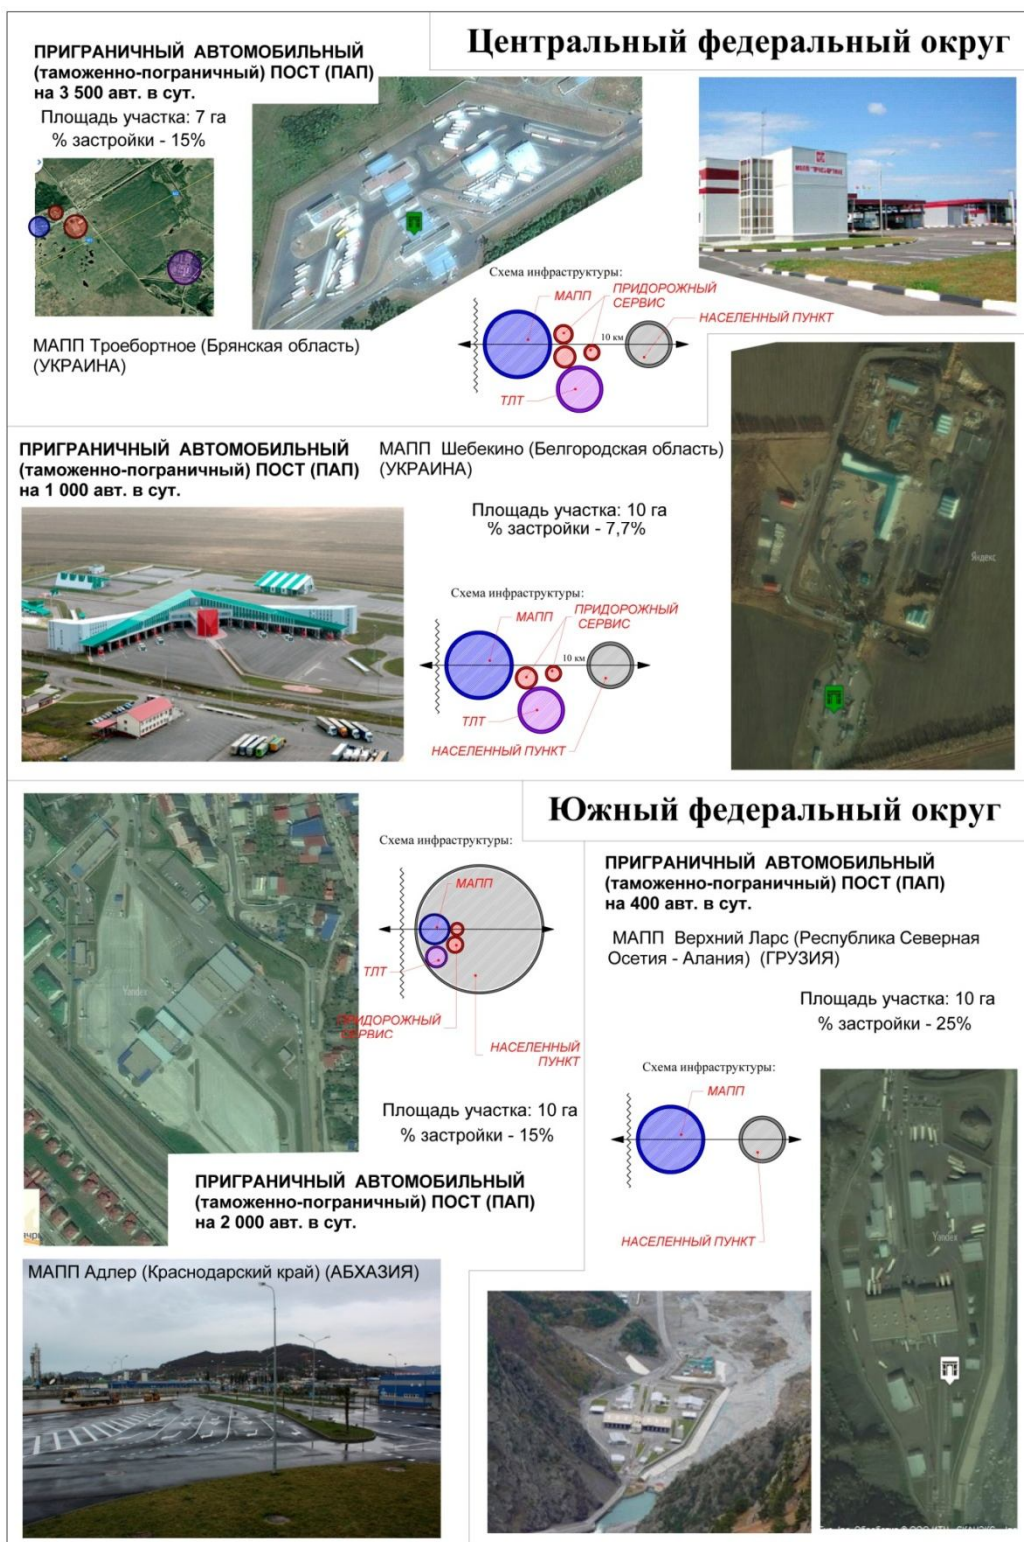 Центральный федеральный округ
ПРИГРАНИЧНЫЙ АВТОМОБИЛЬНЫЙ
(таможенно-пограничный) ПОСТ (ПАП)
на 3 500 авт. в сут.
Площадь участка: 7 га
% застройки - 15%
Схема инфраструктуры:
МАПП
ПРИДОРОЖНЫЙ
СЕРВИС
НАСЕЛЕННЫЙ ПУНКТ
10 км
ТЛТ
МАПП Троебортное (Брянская область)
(УКРАИНА)
ПРИГРАНИЧНЫЙ АВТОМОБИЛЬНЫЙ
(таможенно-пограничный) ПОСТ (ПАП)
на 1 000 авт. в сут.
МАПП Шебекино (Белгородская область)
(УКРАИНА)
Площадь участка: 10 га
% застройки - 7,7%
Яндекс
Схема инфраструктуры:
МАПП
ПРИДОРОЖНЫЙ
СЕРВИС
10 км
ТЛТ
НАСЕЛЕННЫЙ ПУНКТ
Южный федеральный округ
Схема инфраструктуры:
МАПП
ТЛТ
ПРИДОРОЖНЫЙ
СЕРВИС
НАСЕЛЕННЫЙ
ПУНКТ
Yandex
Площадь участка: 10 га
% застройки - 15%
ПРИГРАНИЧНЫЙ АВТОМОБИЛЬНЫЙ
(таможенно-пограничный) ПОСТ (ПАП)
на 2 000 авт. в сут.
МАПП Адлер (Краснодарский край) (АБХАЗИЯ)
ПРИГРАНИЧНЫЙ АВТОМОБИЛЬНЫЙ
(таможенно-пограничный) ПОСТ (ПАП)
на 400 авт. в сут.
МАПП Верхний Ларс (Республика Северная
Осетия - Алания) (ГРУЗИЯ)
Площадь участка: 10 га
% застройки - 25%
Схема инфраструктуры:
МАПП
НАСЕЛЕННЫЙ ПУНКТ
Yandex